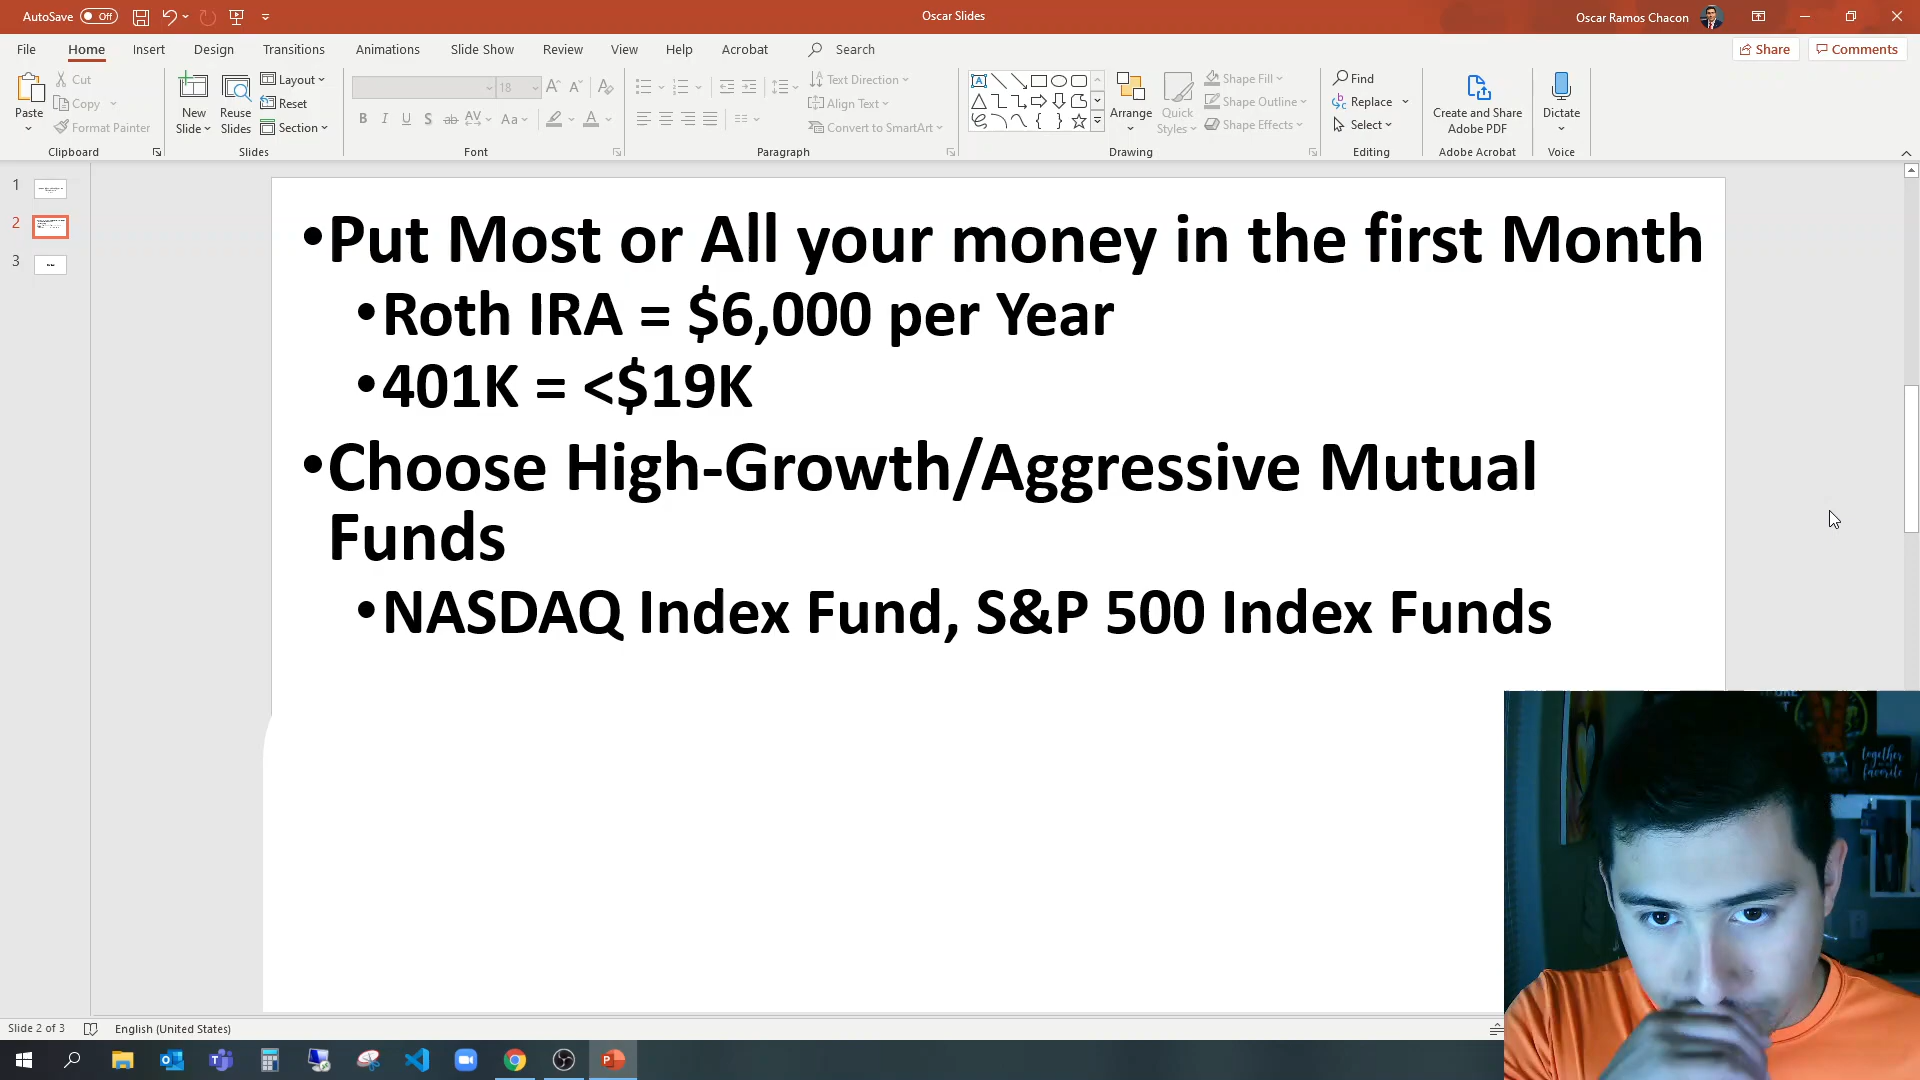 AutoSave Off
Oscar Slides
Oscar Ramos Chacon
File Home Insert Design Transitions Animations Slide Show Review View Help Acrobat Search
Share Comments
Paste
Cut
Copy
Format Painter
Clipboard
New Slide
Reuse Slides
Layout
Reset
Section
Slides
18
B I U S ab AV Aa A
Font
Text Direction
Align Text
Convert to SmartArt
Paragraph
Arrange
Quick Styles
Shape Fill
Shape Outline
Shape Effects
Drawing
Find
Replace
Select
Editing
Create and Share
Adobe PDF
Adobe Acrobat
Dictate
Voice
1
2
3
•Put Most or All your money in the first Month
•Roth IRA = $6,000 per Year
•401K = <$19K
•Choose High-Growth/Aggressive Mutual
Funds
•NASDAQ Index Fund, S&P 500 Index Funds
together
favorite
Slide 2 of 3
English (United States)